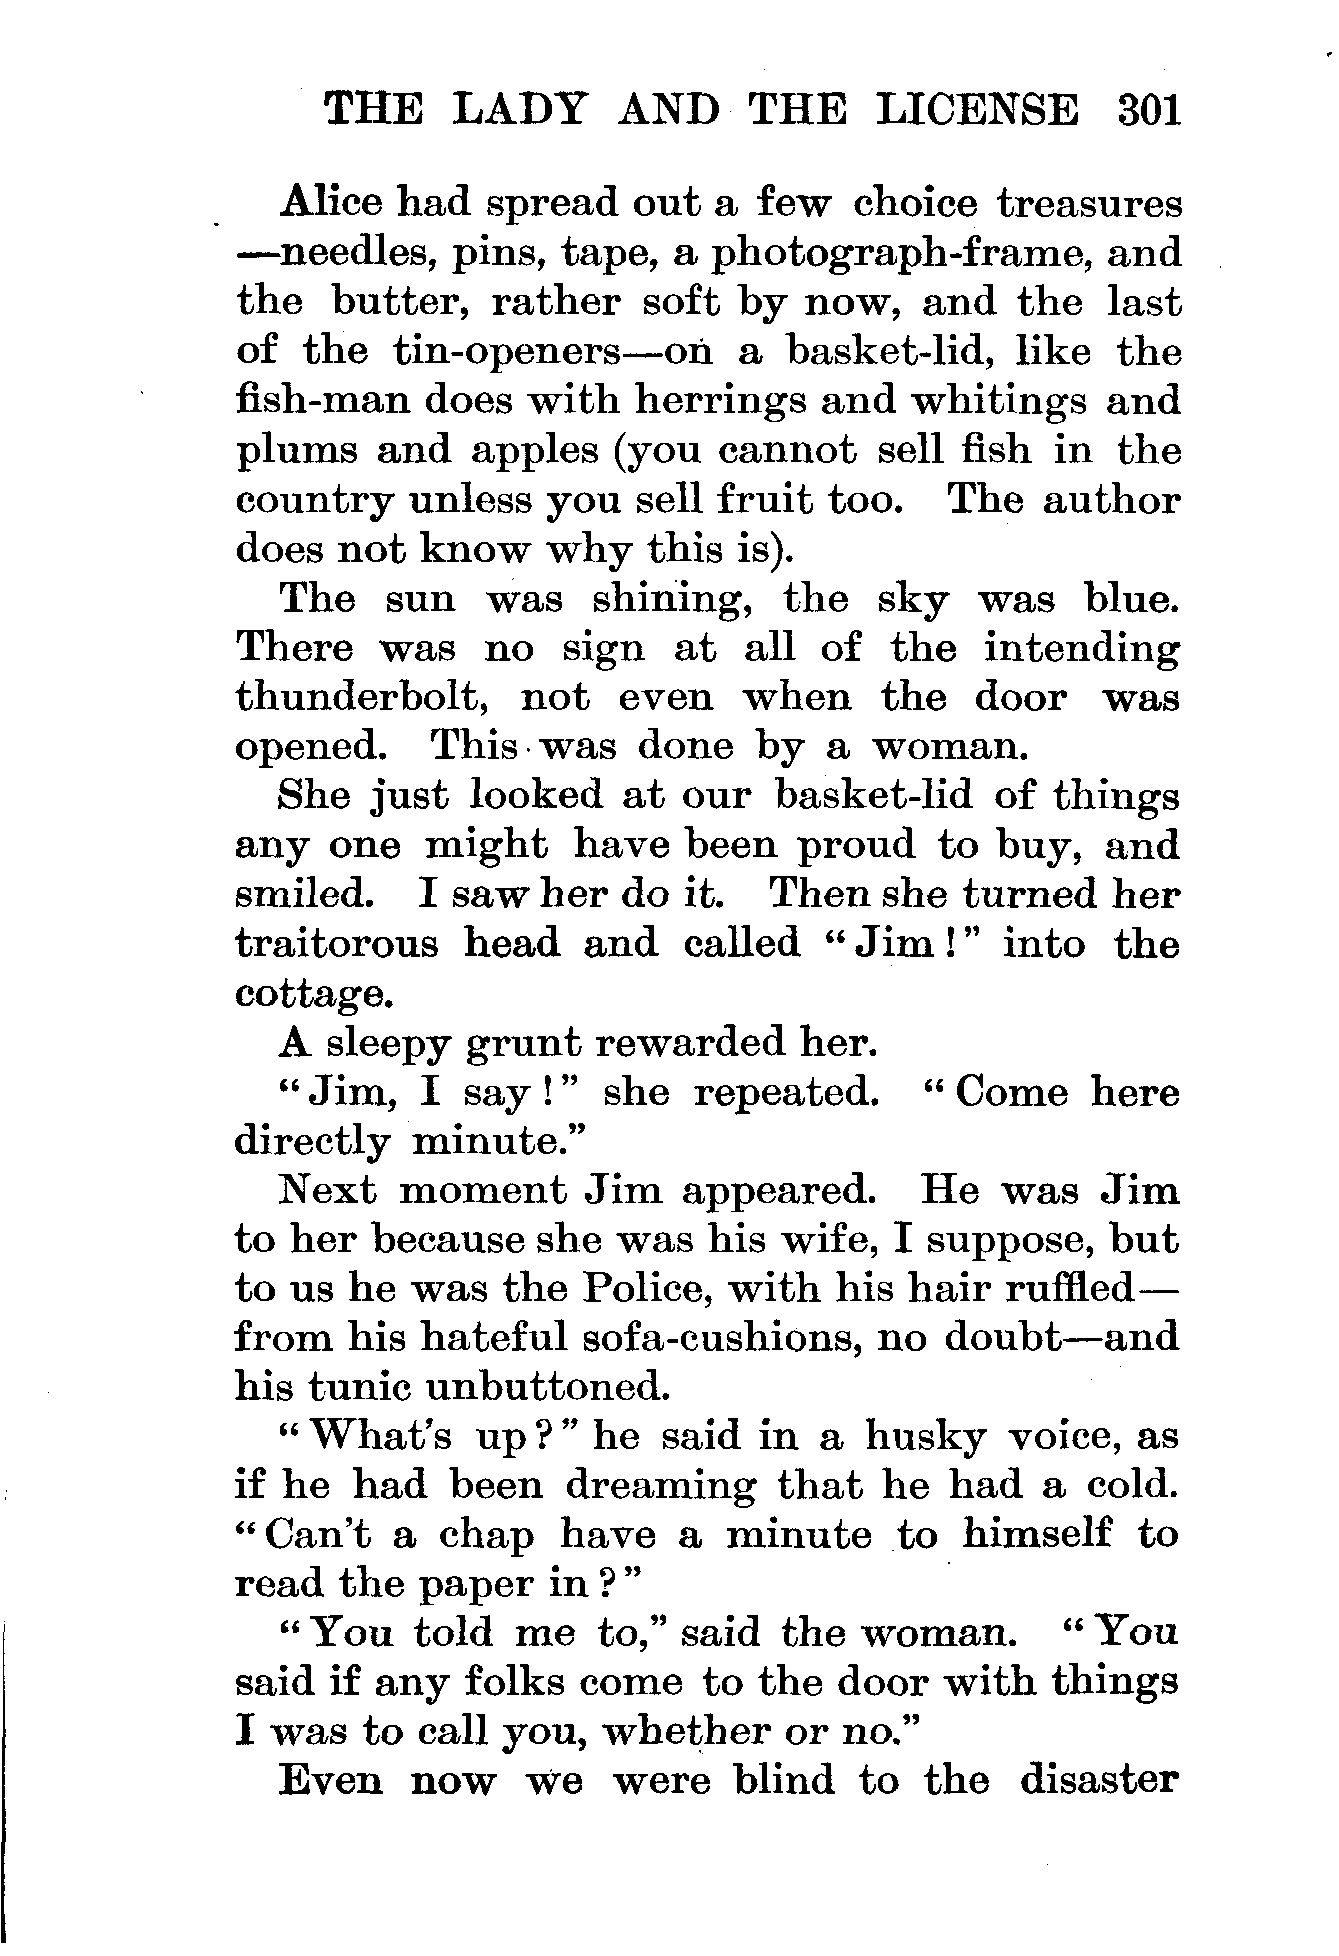 THE LADY AND THE LICENSE 301
Alice had spread out a few choice treasures
—needles, pins, tape, a photograph-frame, and
the butter, rather soft by now, and the last
of the tin-openers—on a basket-lid, like the
fish-man does with herrings and whitings and
plums and apples (you cannot sell fish in the
country unless you sell fruit too. The author
does not know why this is).
The sun was shining, the sky was blue.
There was no sign at all of the intending
thunderbolt, not even when the door was
opened. This was done by a woman.
She just looked at our basket-lid of things
any one might have been proud to buy, and
smiled. I saw her do it. Then she turned her
traitorous head and called “Jim!” into the
cottage.
A sleepy grunt rewarded her.
“Jim, I say!” she repeated. “Come here
directly minute.”
Next moment Jim appeared. He was Jim
to her because she was his wife, I suppose, but
to us he was the Police, with his hair ruffled—
from his hateful sofa-cushions, no doubt—and
his tunic unbuttoned.
“What's up?” he said in a husky voice, as
if he had been dreaming that he had a cold.
“Can't a chap have a minute to himself to
read the paper in?”
“You told me to,” said the woman. “You
said if any folks come to the door with things
I was to call you, whether or no.”
Even now we were blind to the disaster